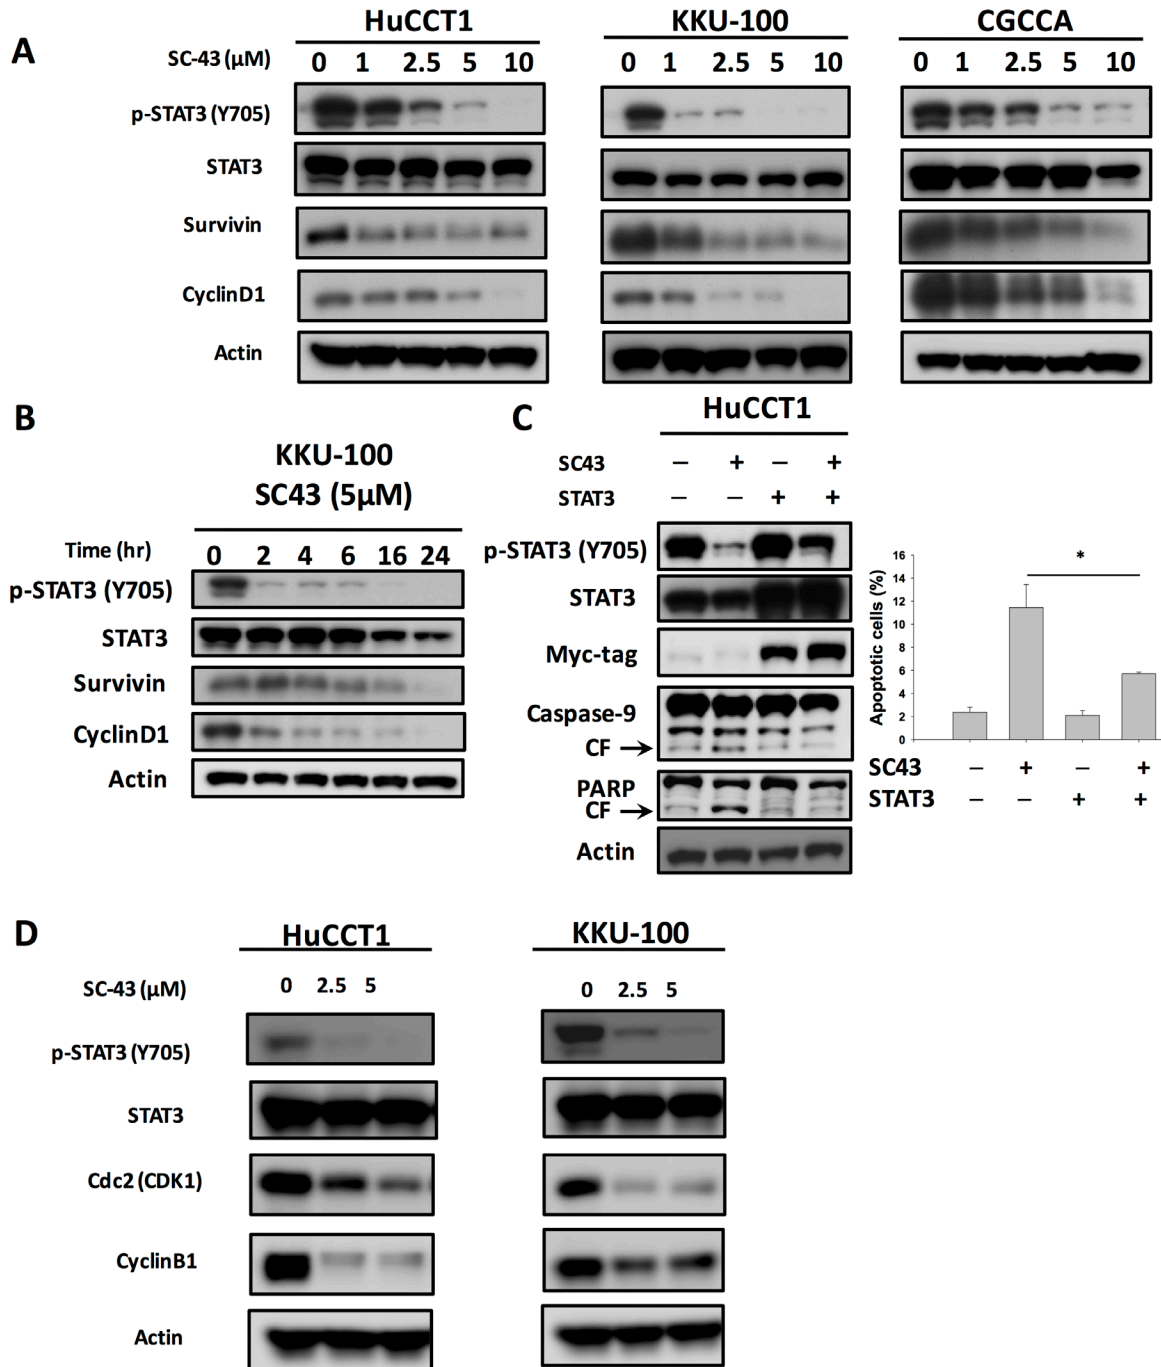 A
HuCCT1 KKU-100 CGCCA
SC-43 (μM) 0 1 2.5 5 10 0 1 2.5 5 10 0 1 2.5 5 10
p-STAT3 (Y705)
STAT3
Survivin
CyclinD1
Actin
B
KKU-100
SC43 (5μM)
Time (hr) 0 2 4 6 16 24
p-STAT3 (Y705)
STAT3
Survivin
CyclinD1
Actin
C
HuCCT1
SC43 – + – +
STAT3 – – + +
p-STAT3 (Y705)
STAT3
Myc-tag
Caspase-9
CF →
PARP
CF →
Actin
Apoptotic cells (%)
16
14
12
10
8
6
4
2
0
*
SC43 – + – +
STAT3 – – + +
D
HuCCT1 KKU-100
SC-43 (μM) 0 2.5 5 0 2.5 5
p-STAT3 (Y705)
STAT3
Cdc2 (CDK1)
CyclinB1
Actin